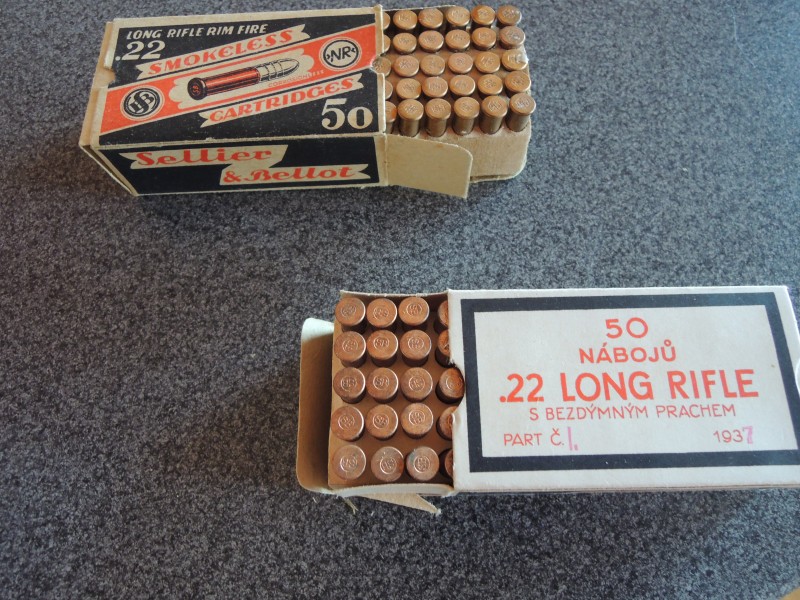 LONG RIFLE RIM FIRE
.22
SMOKELESS
NR
CARTRIDGES
50
Sellier
& Bellot
50
NÁBOJŮ
.22 LONG RIFLE
S BEZDÝMNÝM PRACHEM
PART Č. 1. 1937